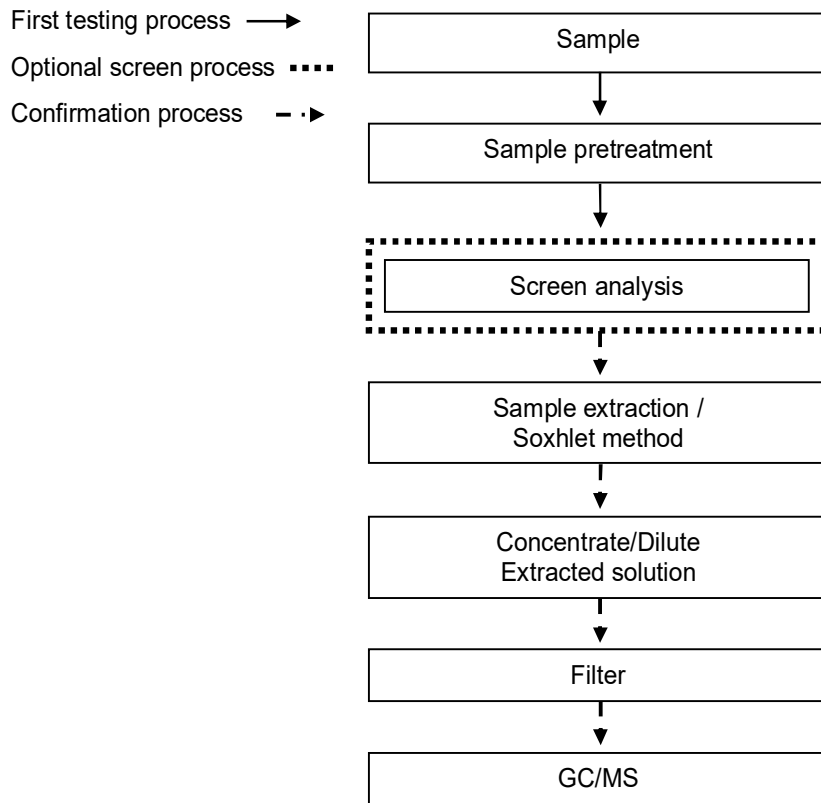 First testing process
Optional screen process
Confirmation process
Sample
Sample pretreatment
Screen analysis
Sample extraction /
Soxhlet method
Concentrate/Dilute
Extracted solution
Filter
GC/MS